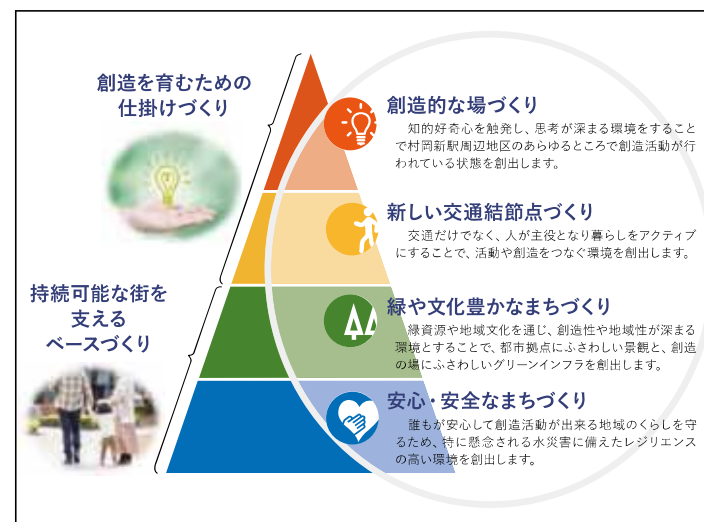 創造を育むための
仕掛けづくり
創造的な場づくり
知的好奇心を触発し、思考が深まる環境をすること
で村岡新駅周辺地区のあらゆるところで創造活動が行
われている状態を創出します。
新しい交通結節点づくり
交通だけでなく、人が主役となり暮らしをアクティブ
にすることで、活動や創造をつなぐ環境を創出します。
持続可能な街を
支える
ベースづくり
緑や文化豊かなまちづくり
緑資源や地域文化を通じ、創造性や地域性が深まる
環境とすることで、都市拠点にふさわしい景観と、創造
の場にふさわしいグリーンインフラを創出します。
安心・安全なまちづくり
誰もが安心して創造活動が出来る地域のくらしを守
るため、特に懸念される水災害に備えたレジリエンス
の高い環境を創出します。